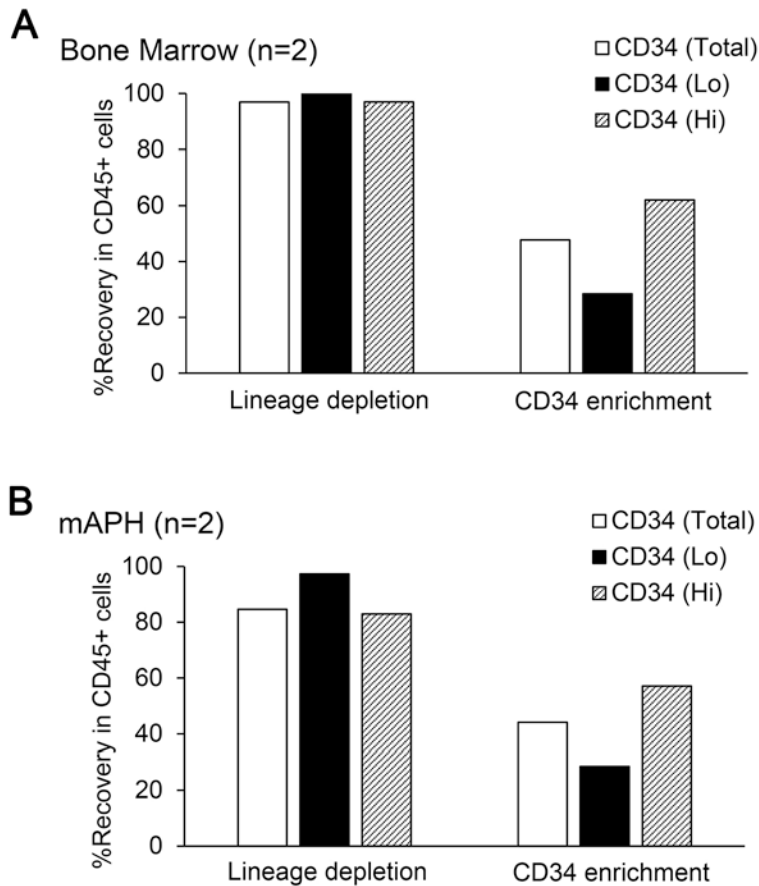 A
Bone Marrow (n=2)
CD34 (Total)
CD34 (Lo)
CD34 (Hi)
%Recovery in CD45+ cells
100
80
60
40
20
0
Lineage depletion
CD34 enrichment
B
mAPH (n=2)
CD34 (Total)
CD34 (Lo)
CD34 (Hi)
%Recovery in CD45+ cells
100
80
60
40
20
0
Lineage depletion
CD34 enrichment